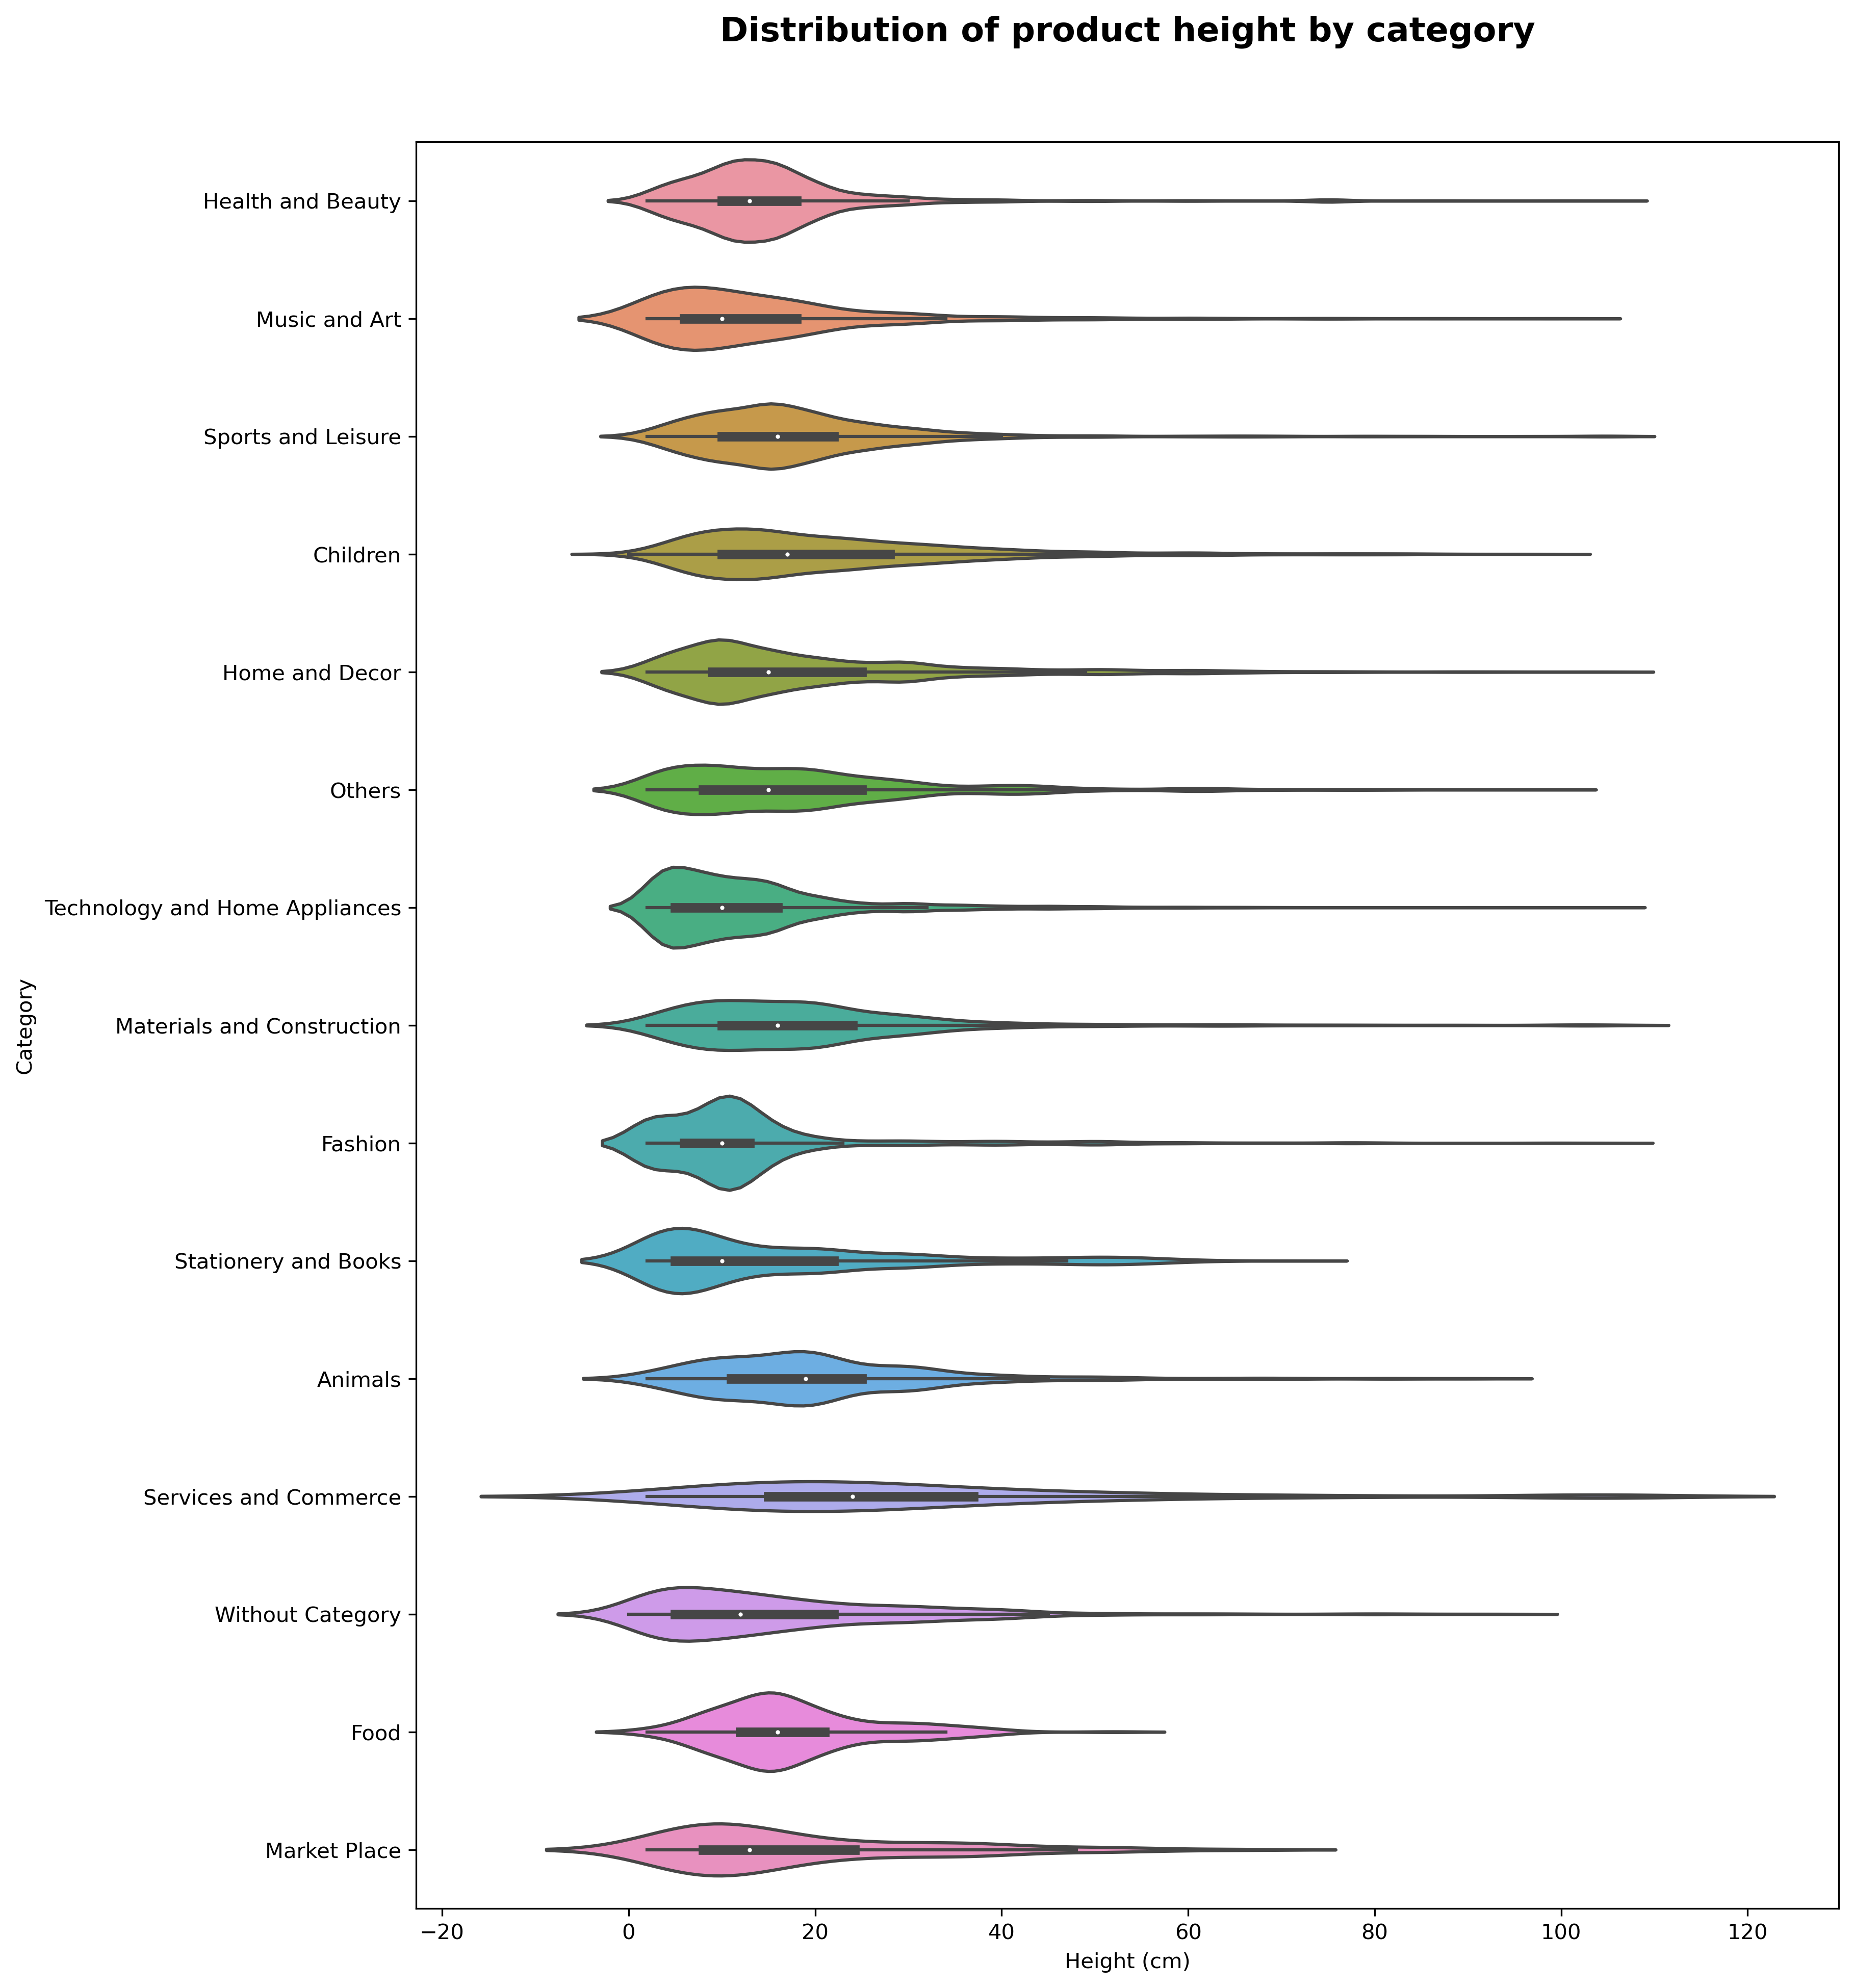 Distribution of product height by category
Health and Beauty
Music and Art
Sports and Leisure
Children
Home and Decor
Others
Technology and Home Appliances
Materials and Construction
Fashion
Stationery and Books
Animals
Services and Commerce
Without Category
Food
Market Place
Category
−20 0 20 40 60 80 100 120
Height (cm)